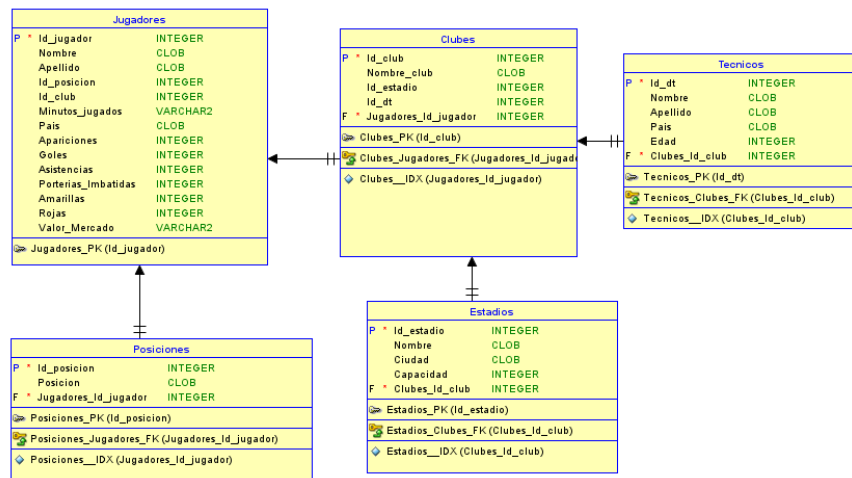 Jugadores
P * Id_jugador INTEGER
Nombre CLOB
Apellido CLOB
Id_posicion INTEGER
Id_club INTEGER
Minutos_jugados VARCHAR2
Pais CLOB
Apariciones INTEGER
Goles INTEGER
Asistencias INTEGER
Porterias_Imbatidas INTEGER
Amarillas INTEGER
Rojas INTEGER
Valor_Mercado VARCHAR2
Jugadores_PK (Id_jugador)
Clubes
P * Id_club INTEGER
Nombre_club CLOB
Id_estadio INTEGER
Id_dt INTEGER
F * Jugadores_Id_jugador INTEGER
Clubes_PK (Id_club)
Clubes_Jugadores_FK (Jugadores_Id_jugado
Clubes__IDX (Jugadores_Id_jugador)
Tecnicos
P * Id_dt INTEGER
Nombre CLOB
Apellido CLOB
Pais CLOB
Edad INTEGER
F * Clubes_Id_club INTEGER
Tecnicos_PK (Id_dt)
Tecnicos_Clubes_FK (Clubes_Id_club)
Tecnicos__IDX (Clubes_Id_club)
Posiciones
P * Id_posicion INTEGER
Posicion CLOB
F * Jugadores_Id_jugador INTEGER
Posiciones_PK (Id_posicion)
Posiciones_Jugadores_FK (Jugadores_Id_jugador)
Posiciones__IDX (Jugadores_Id_jugador)
Estadios
P * Id_estadio INTEGER
Nombre CLOB
Ciudad CLOB
Capacidad INTEGER
F * Clubes_Id_club INTEGER
Estadios_PK (Id_estadio)
Estadios_Clubes_FK (Clubes_Id_club)
Estadios__IDX (Clubes_Id_club)